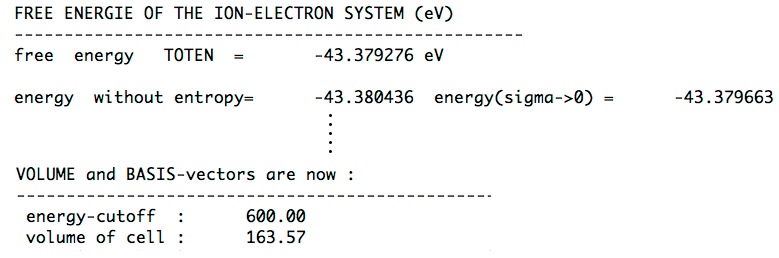 FREE ENERGIE OF THE ION-ELECTRON SYSTEM (eV)
---------------------------------------------------
free energy TOTEN = -43.379276 eV
energy without entropy= -43.380436 energy(sigma->0) = -43.379663
VOLUME and BASIS-vectors are now :
-----------------------------------------------
energy-cutoff : 600.00
volume of cell : 163.57